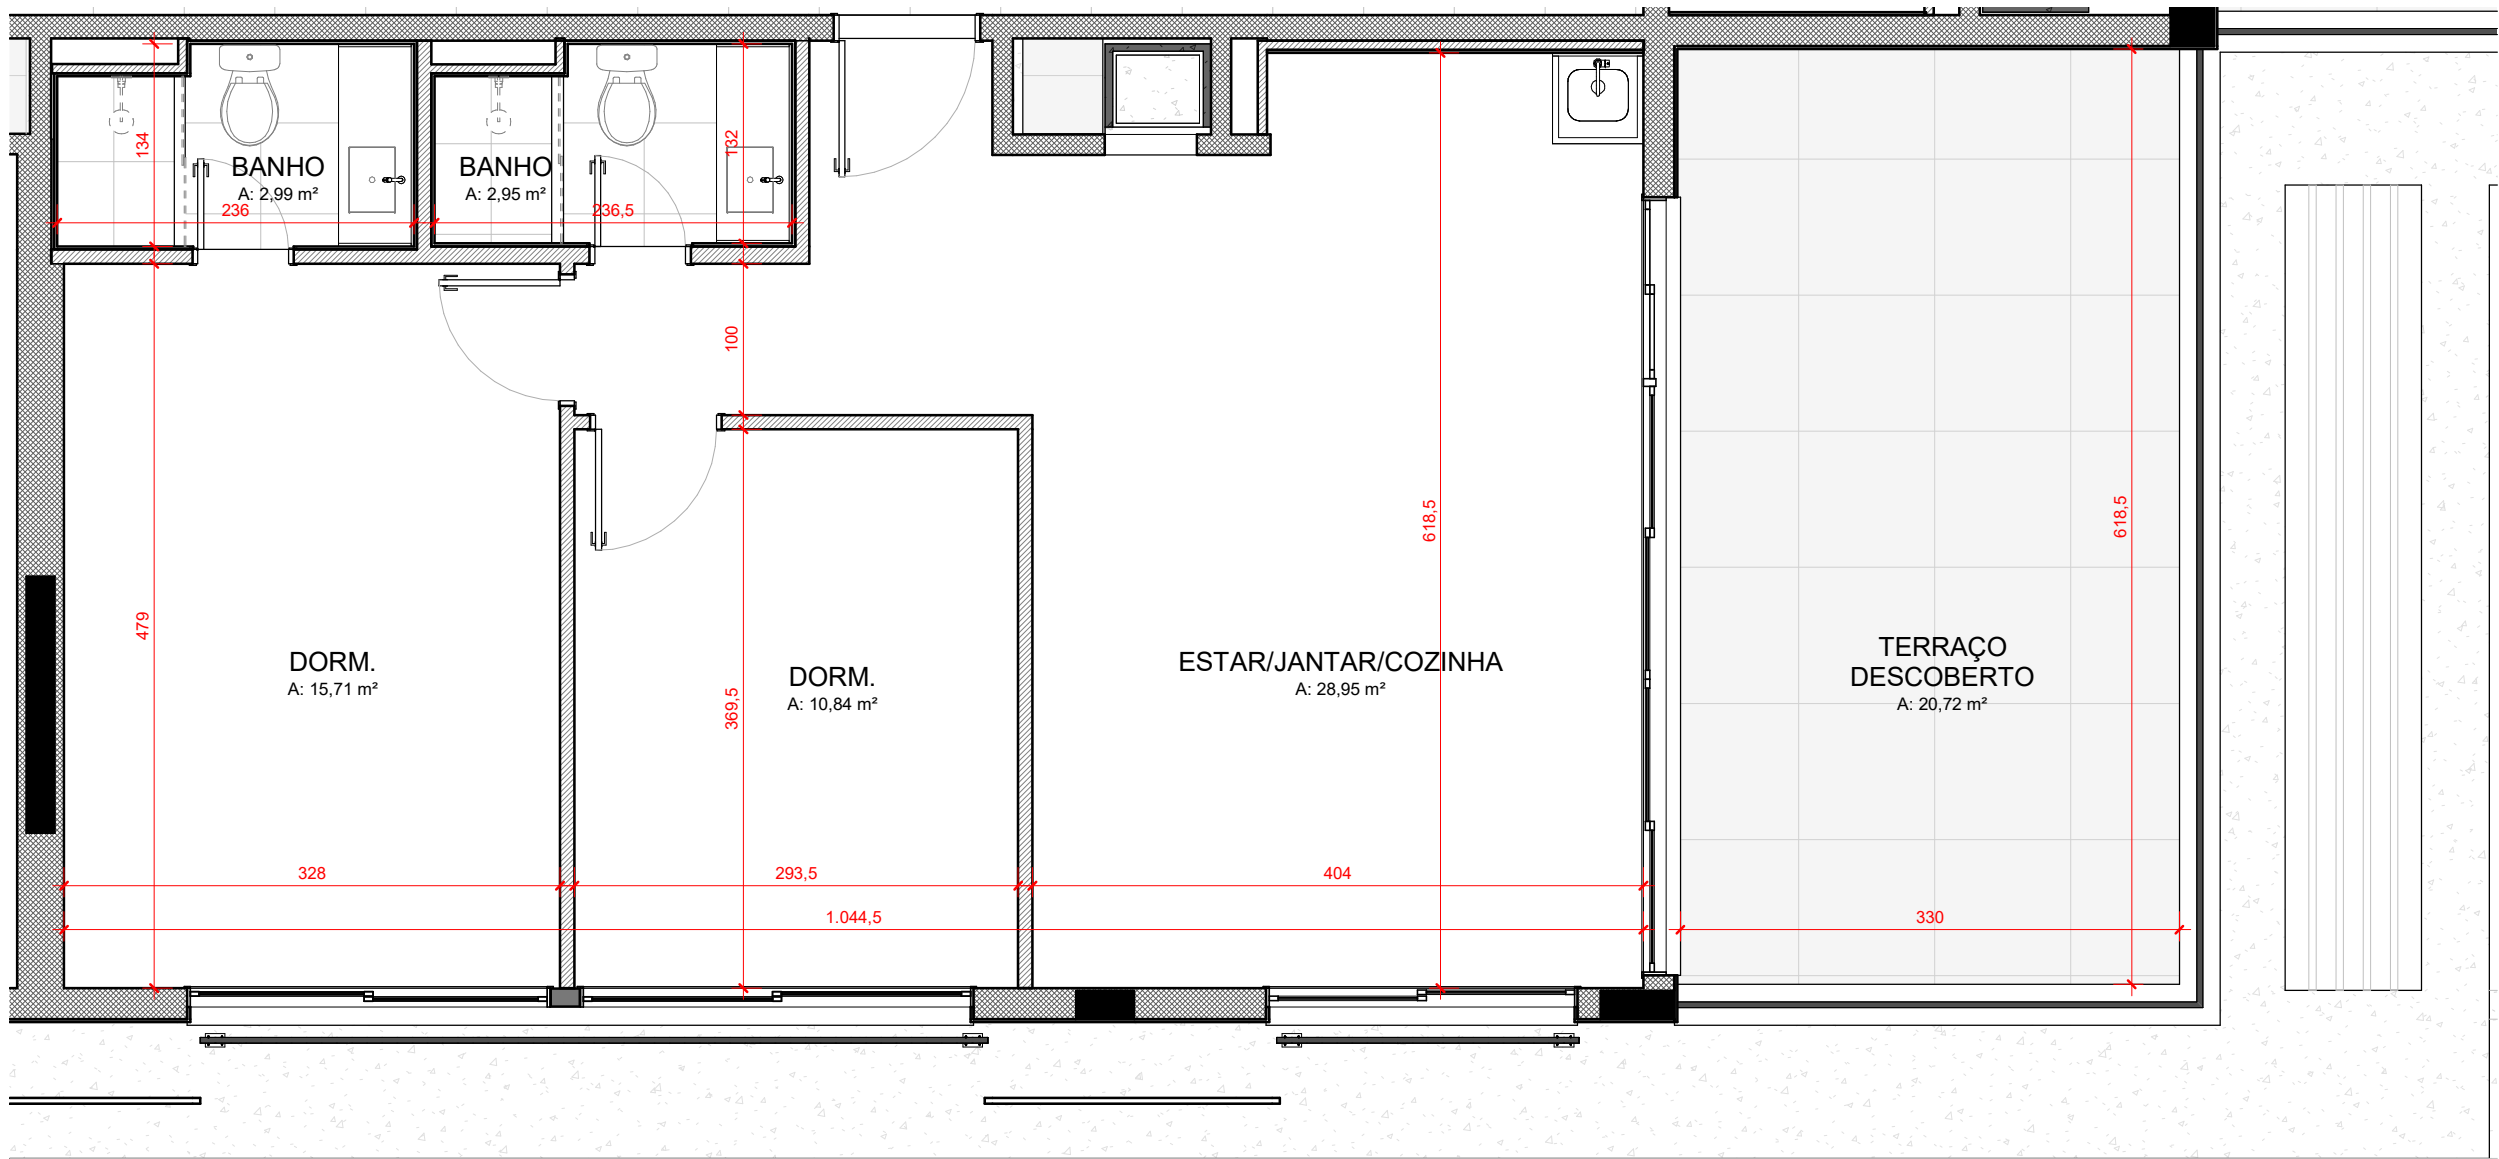 134
BANHO
A: 2,99 m²
236
BANHO
A: 2,95 m²
236,5
132
100
479
DORM.
A: 15,71 m²
369,5
DORM.
A: 10,84 m²
618,5
ESTAR/JANTAR/COZINHA
A: 28,95 m²
618,5
TERRAÇO
DESCOBERTO
A: 20,72 m²
328
293,5
404
1.044,5
330